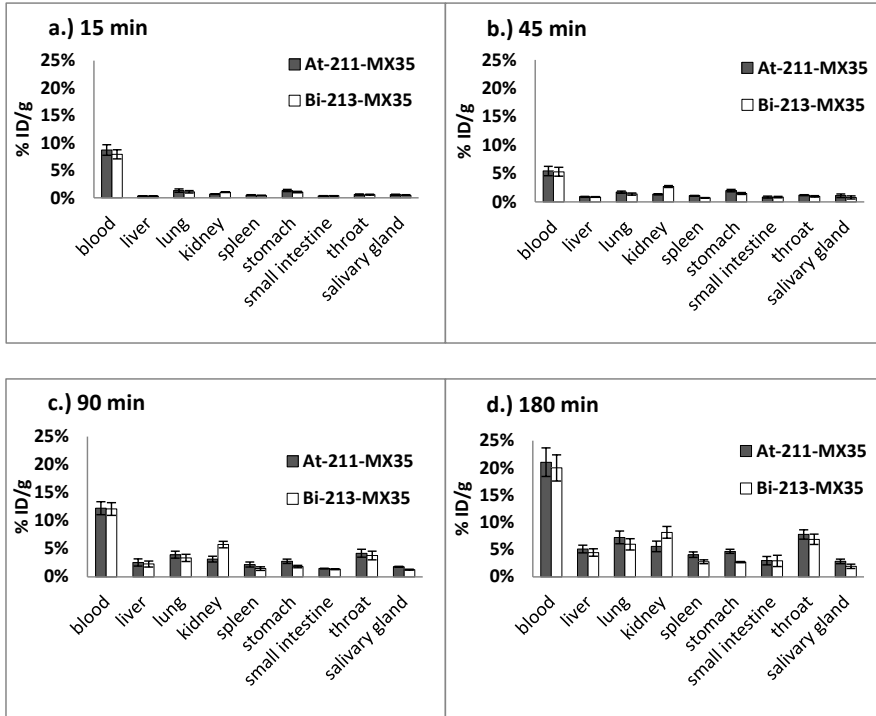 a.) 15 min
25%
20%
15%
10%
5%
0%
% ID/g
At-211-MX35
Bi-213-MX35
blood
liver
lung
kidney
spleen
stomach
small intestine
throat
salivary gland
b.) 45 min
25%
20%
15%
10%
5%
0%
% ID/g
At-211-MX35
Bi-213-MX35
blood
liver
lung
kidney
spleen
stomach
small intestine
throat
salivary gland
c.) 90 min
25%
20%
15%
10%
5%
0%
% ID/g
At-211-MX35
Bi-213-MX35
blood
liver
lung
kidney
spleen
stomach
small intestine
throat
salivary gland
d.) 180 min
25%
20%
15%
10%
5%
0%
% ID/g
At-211-MX35
Bi-213-MX35
blood
liver
lung
kidney
spleen
stomach
small intestine
throat
salivary gland